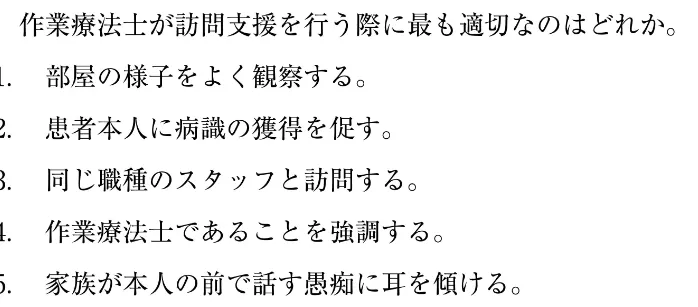 作業療法士が訪問支援を行う際に最も適切なのはどれか。
1. 部屋の様子をよく観察する。
2. 患者本人に病識の獲得を促す。
3. 同じ職種のスタッフと訪問する。
4. 作業療法士であることを強調する。
5. 家族が本人の前で話す愚痴に耳を傾ける。